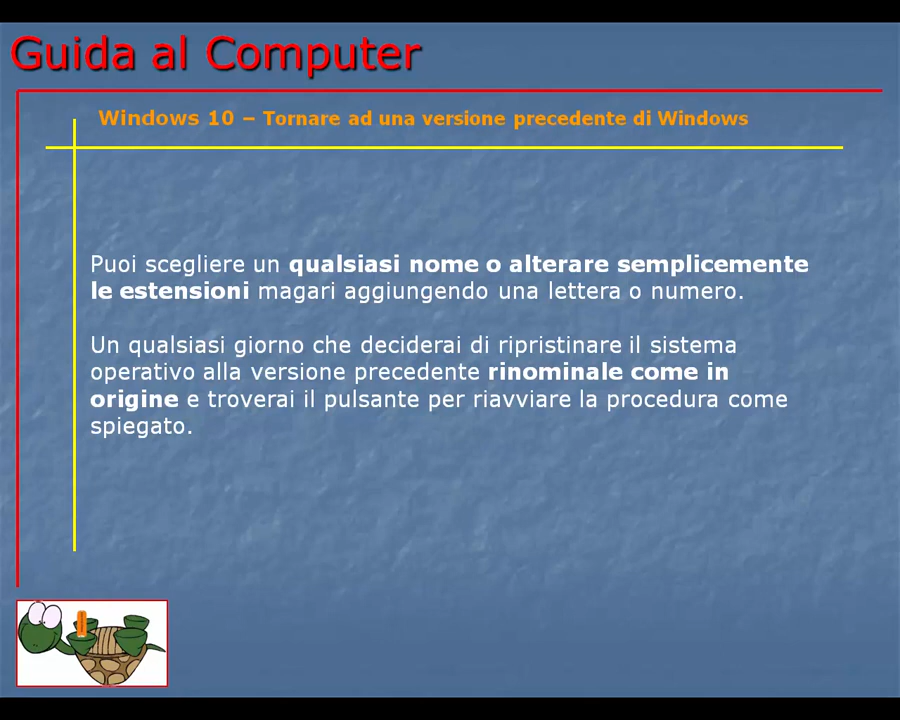 Guida al Computer
Windows 10 – Tornare ad una versione precedente di Windows
Puoi scegliere un qualsiasi nome o alterare semplicemente
le estensioni magari aggiungendo una lettera o numero.
Un qualsiasi giorno che deciderai di ripristinare il sistema
operativo alla versione precedente rinominale come in
origine e troverai il pulsante per riavviare la procedura come
spiegato.